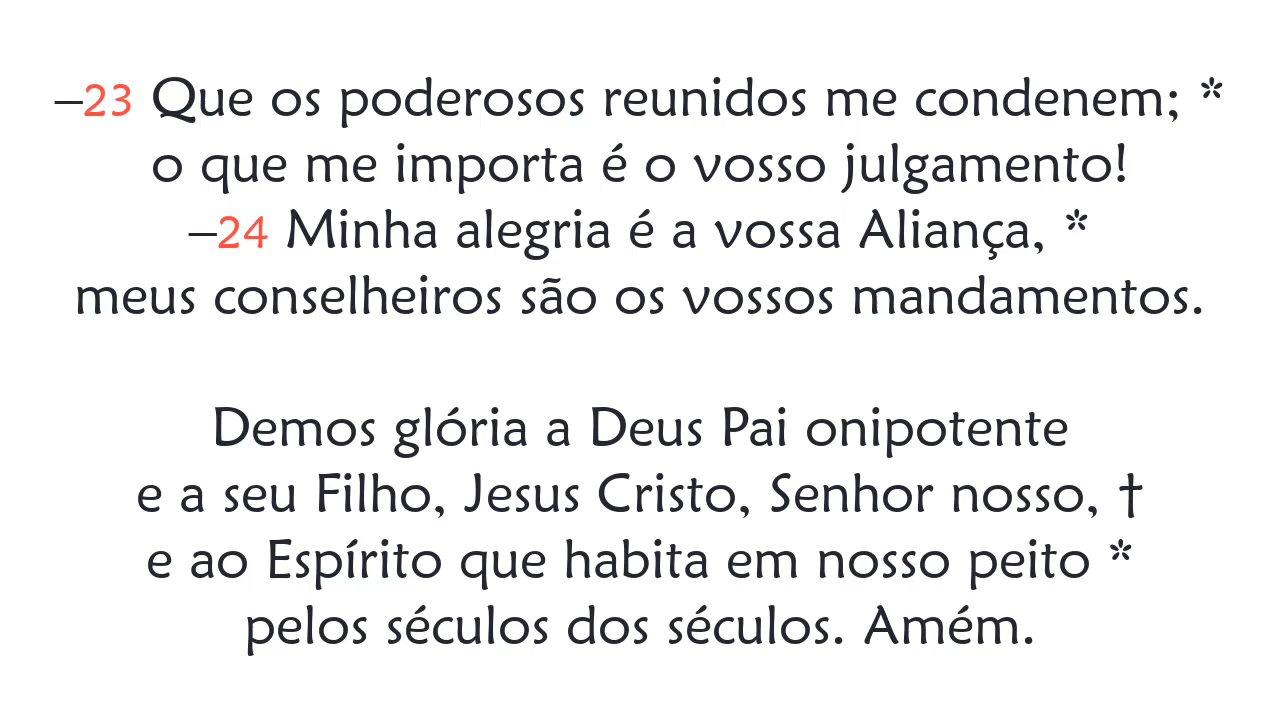 –23 Que os poderosos reunidos me condenem; *
o que me importa é o vosso julgamento!
–24 Minha alegria é a vossa Aliança, *
meus conselheiros são os vossos mandamentos.
Demos glória a Deus Pai onipotente
e a seu Filho, Jesus Cristo, Senhor nosso, †
e ao Espírito que habita em nosso peito *
pelos séculos dos séculos. Amém.